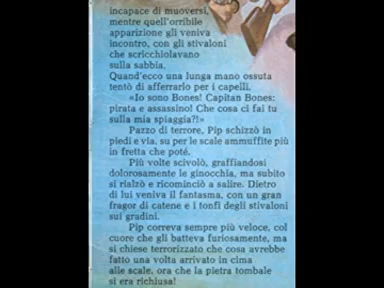 incapace di muoversi,
mentre quell'orribile
apparizione gli veniva
incontro, con gli stivaloni
che scricchiolavano
sulla sabbia.
Quand'ecco una lunga mano ossuta
tentò di afferrarlo per i capelli.
«Io sono Bones! Capitan Bones:
pirata e assassino! Che cosa ci fai tu
sulla mia spiaggia?!»
Pazzo di terrore, Pip schizzò in
piedi e via, su per le scale ammuffite più
in fretta che poté.
Più volte scivolò, graffiandosi
dolorosamente le ginocchia, ma subito
si rialzò e ricominciò a salire. Dietro
di lui veniva il fantasma, con un gran
fragor di catene e i tonfi degli stivaloni
sui gradini.
Pip correva sempre più veloce, col
cuore che gli batteva furiosamente, ma
si chiese terrorizzato che cosa avrebbe
fatto una volta arrivato in cima
alle scale, ora che la pietra tombale
si era richiusa!